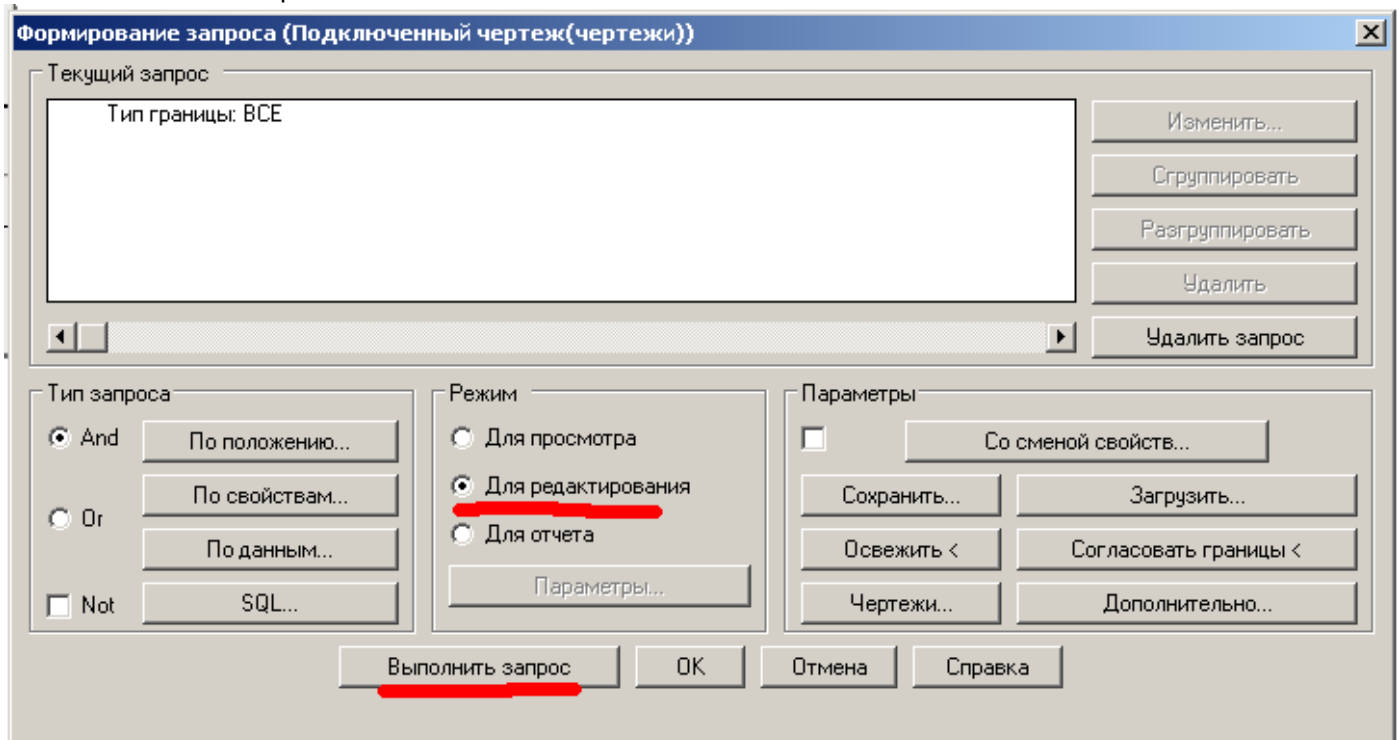 Формирование запроса (Подключенный чертеж(чертежи))
Текущий запрос
Тип границы: ВСЕ
Изменить...
Сгруппировать
Разгруппировать
Удалить
Удалить запрос
Тип запроса
And
По положению...
По свойствам...
Or
По данным...
Not
SQL...
Режим
Для просмотра
Для редактирования
Для отчета
Параметры...
Параметры
Со сменой свойств...
Сохранить...
Загрузить...
Освежить <
Согласовать границы <
Чертежи...
Дополнительно...
Выполнить запрос
OK
Отмена
Справка